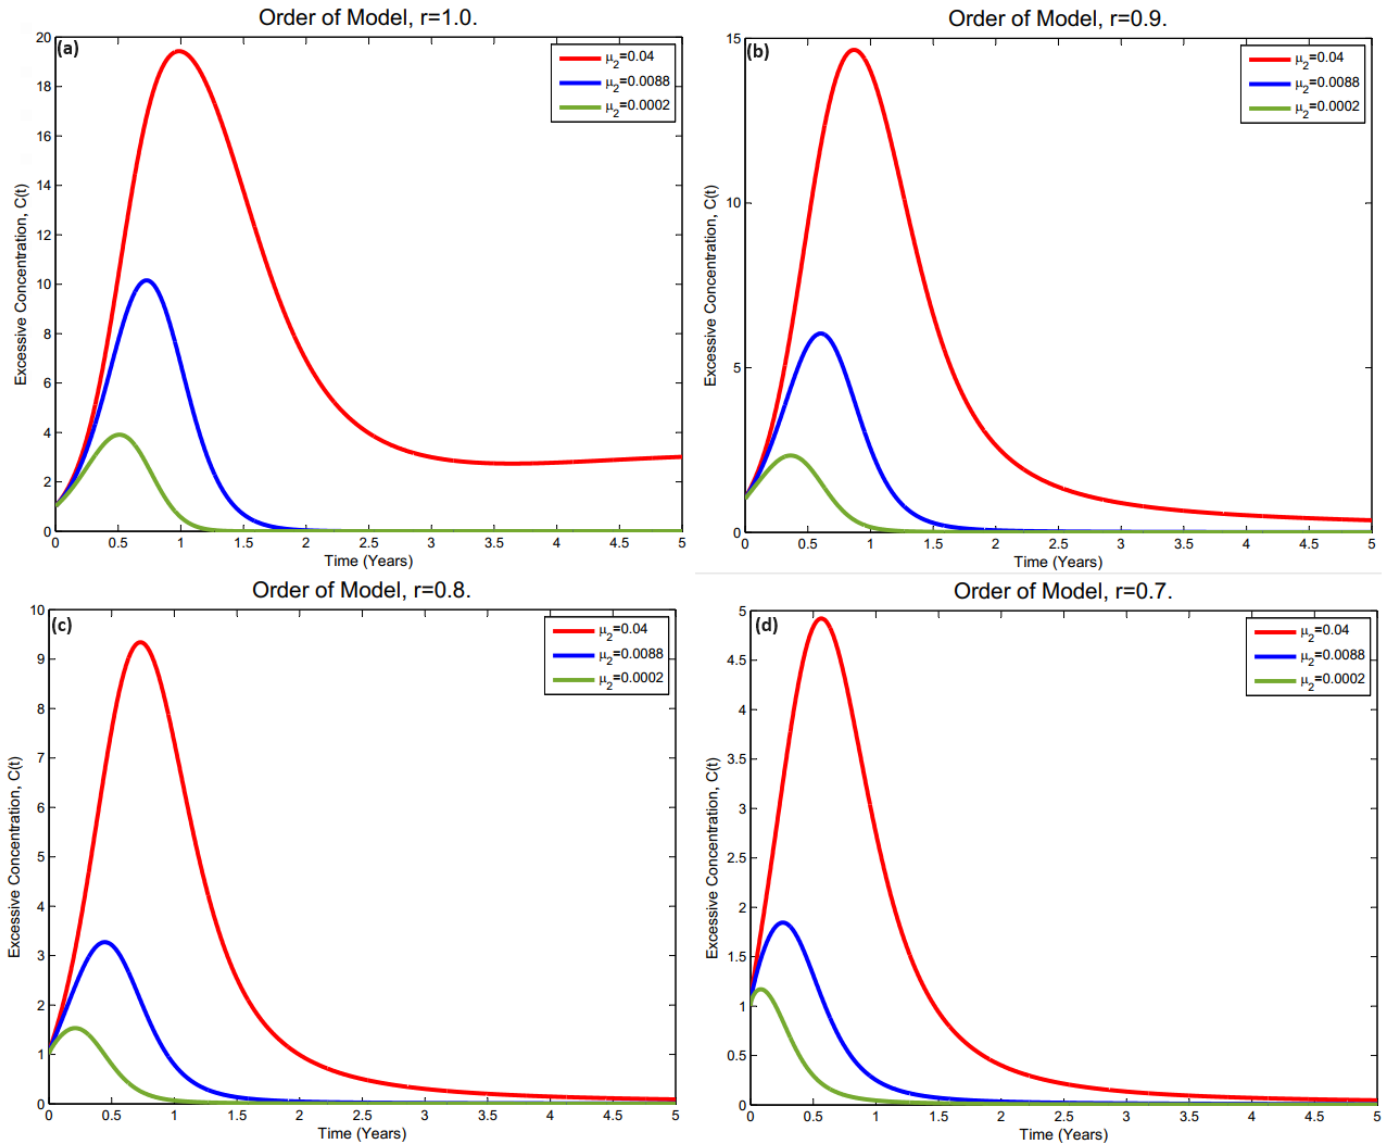 Order of Model, r=1.0.
(a)
μ2=0.04
μ2=0.0088
μ2=0.0002
Excessive Concentration, C(t)
20
18
16
14
12
10
8
6
4
2
0
0 0.5 1 1.5 2 2.5 3 3.5 4 4.5 5
Time (Years)
Order of Model, r=0.9.
(b)
μ2=0.04
μ2=0.0088
μ2=0.0002
Excessive Concentration, C(t)
15
10
5
0
0 0.5 1 1.5 2 2.5 3 3.5 4 4.5 5
Time (Years)
Order of Model, r=0.8.
(c)
μ2=0.04
μ2=0.0088
μ2=0.0002
Excessive Concentration, C(t)
10
9
8
7
6
5
4
3
2
1
0
0 0.5 1 1.5 2 2.5 3 3.5 4 4.5 5
Time (Years)
Order of Model, r=0.7.
(d)
μ2=0.04
μ2=0.0088
μ2=0.0002
Excessive Concentration, C(t)
5
4.5
4
3.5
3
2.5
2
1.5
1
0.5
0
0 0.5 1 1.5 2 2.5 3 3.5 4 4.5 5
Time (Years)